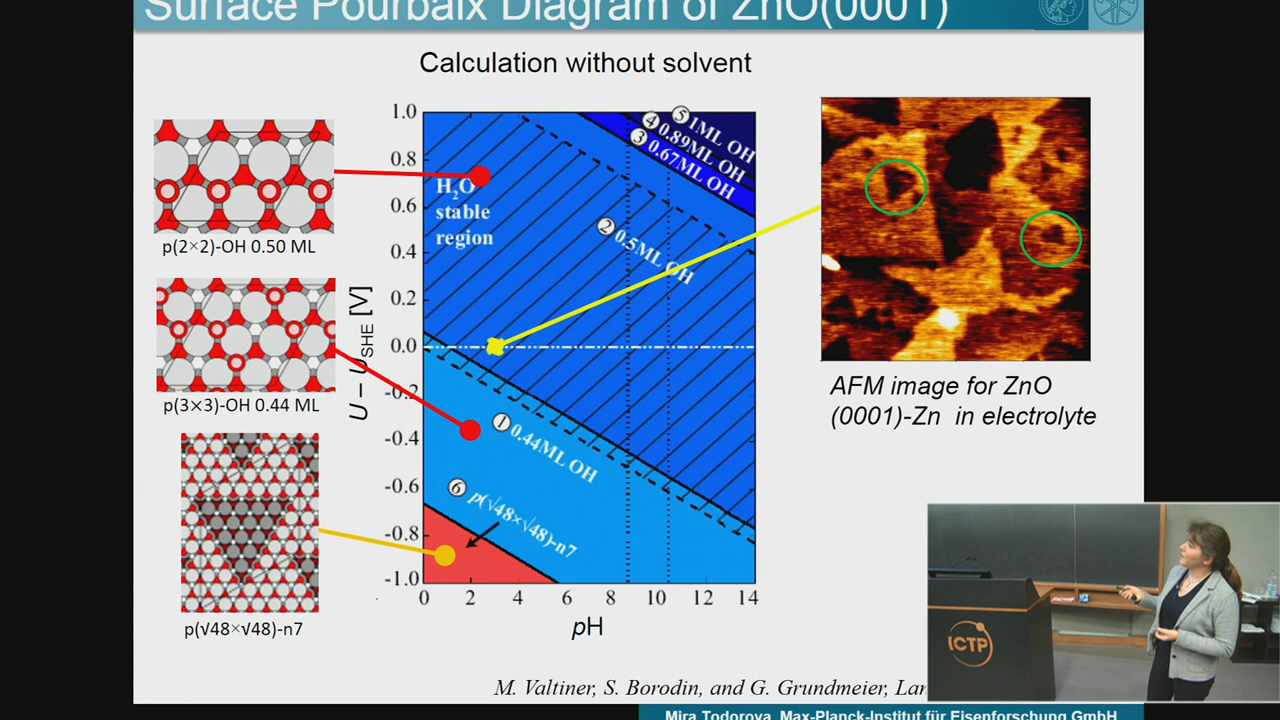 Surface Pourbaix Diagram of ZnO(0001)
Calculation without solvent
p(2×2)-OH 0.50 ML
p(3×3)-OH 0.44 ML
p(√48×√48)-n7
U – U_SHE [V]
1.0
0.8
0.6
0.4
0.2
0.0
-0.2
-0.4
-0.6
-0.8
-1.0
5 1ML OH
4 0.89ML OH
3 0.67ML OH
H2O
stable
region
2 0.5ML OH
1 0.44ML OH
6 p(√48×√48)-n7
0 2 4 6 8 10 12 14
pH
AFM image for ZnO
(0001)-Zn in electrolyte
ICTP
M. Valtiner, S. Borodin, and G. Grundmeier,
Mira Todorova, Max-Planck-Institut für Eisenforschung GmbH